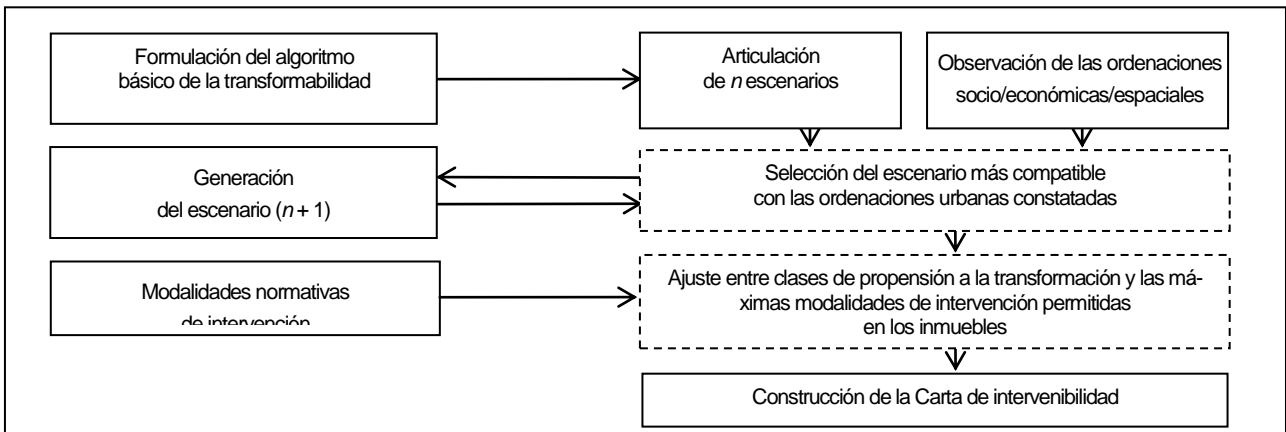 Formulación del algoritmo
básico de la transformabilidad
Articulación
de n escenarios
Observación de las ordenaciones
socio/económicas/espaciales
Generación
del escenario (n + 1)
Selección del escenario más compatible
con las ordenaciones urbanas constatadas
Modalidades normativas
de intervención
Ajuste entre clases de propensión a la transformación y las má-
ximas modalidades de intervención permitidas
en los inmuebles
Construcción de la Carta de intervenibilidad